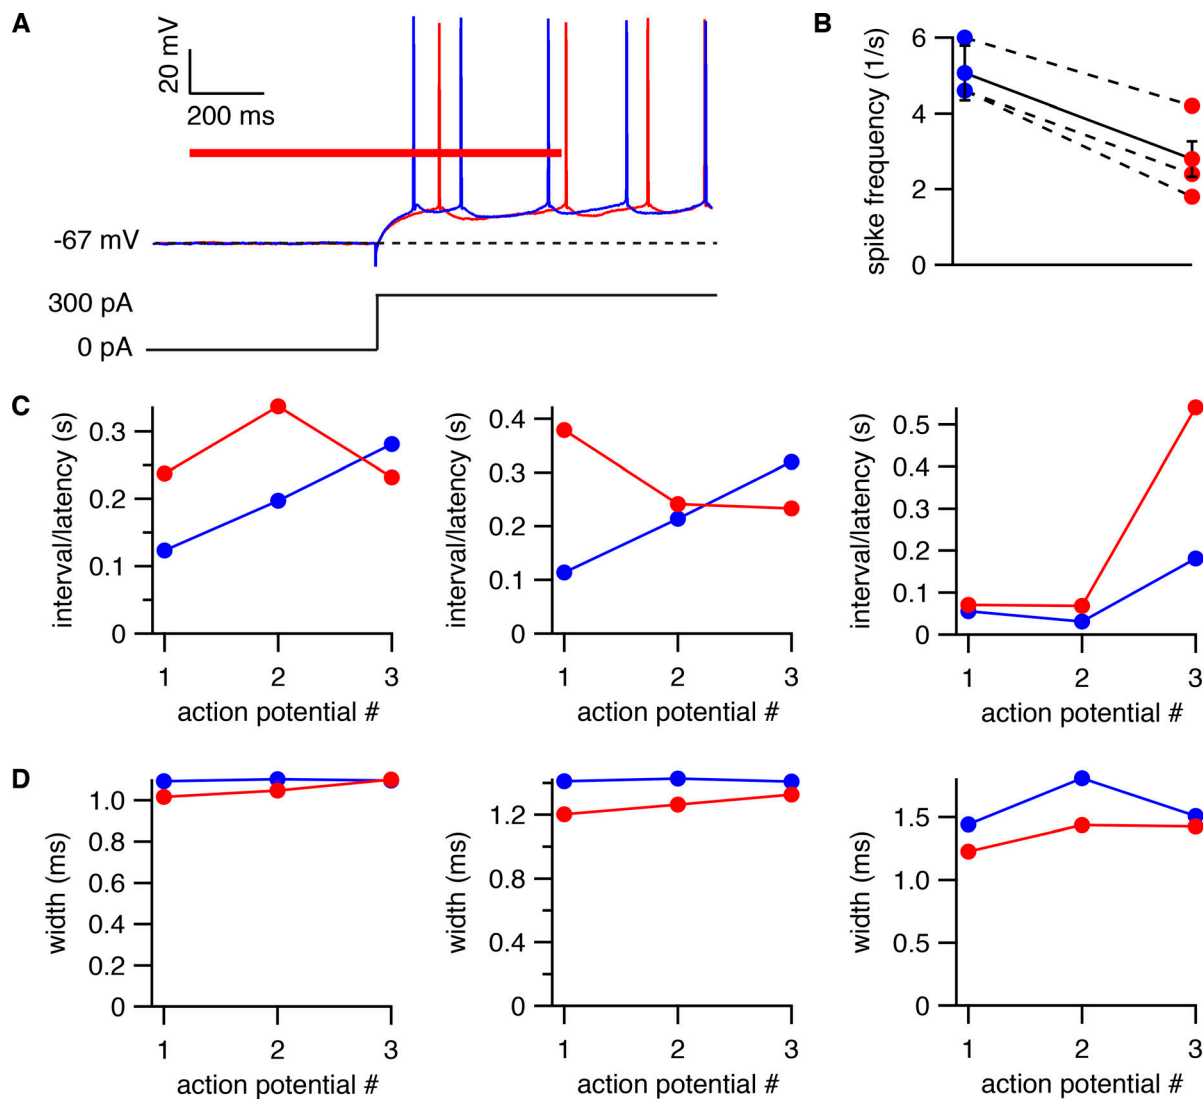 A
20 mV
200 ms
-67 mV
300 pA
0 pA
B
spike frequency (1/s)
6
4
2
0
C
interval/latency (s)
0.3
0.2
0.1
0
1 2 3
action potential #
interval/latency (s)
0.4
0.3
0.2
0.1
0
1 2 3
action potential #
interval/latency (s)
0.5
0.4
0.3
0.2
0.1
0
1 2 3
action potential #
D
width (ms)
1.0
0.8
0.6
0.4
0.2
0
1 2 3
action potential #
width (ms)
1.2
0.8
0.4
0
1 2 3
action potential #
width (ms)
1.5
1.0
0.5
0
1 2 3
action potential #